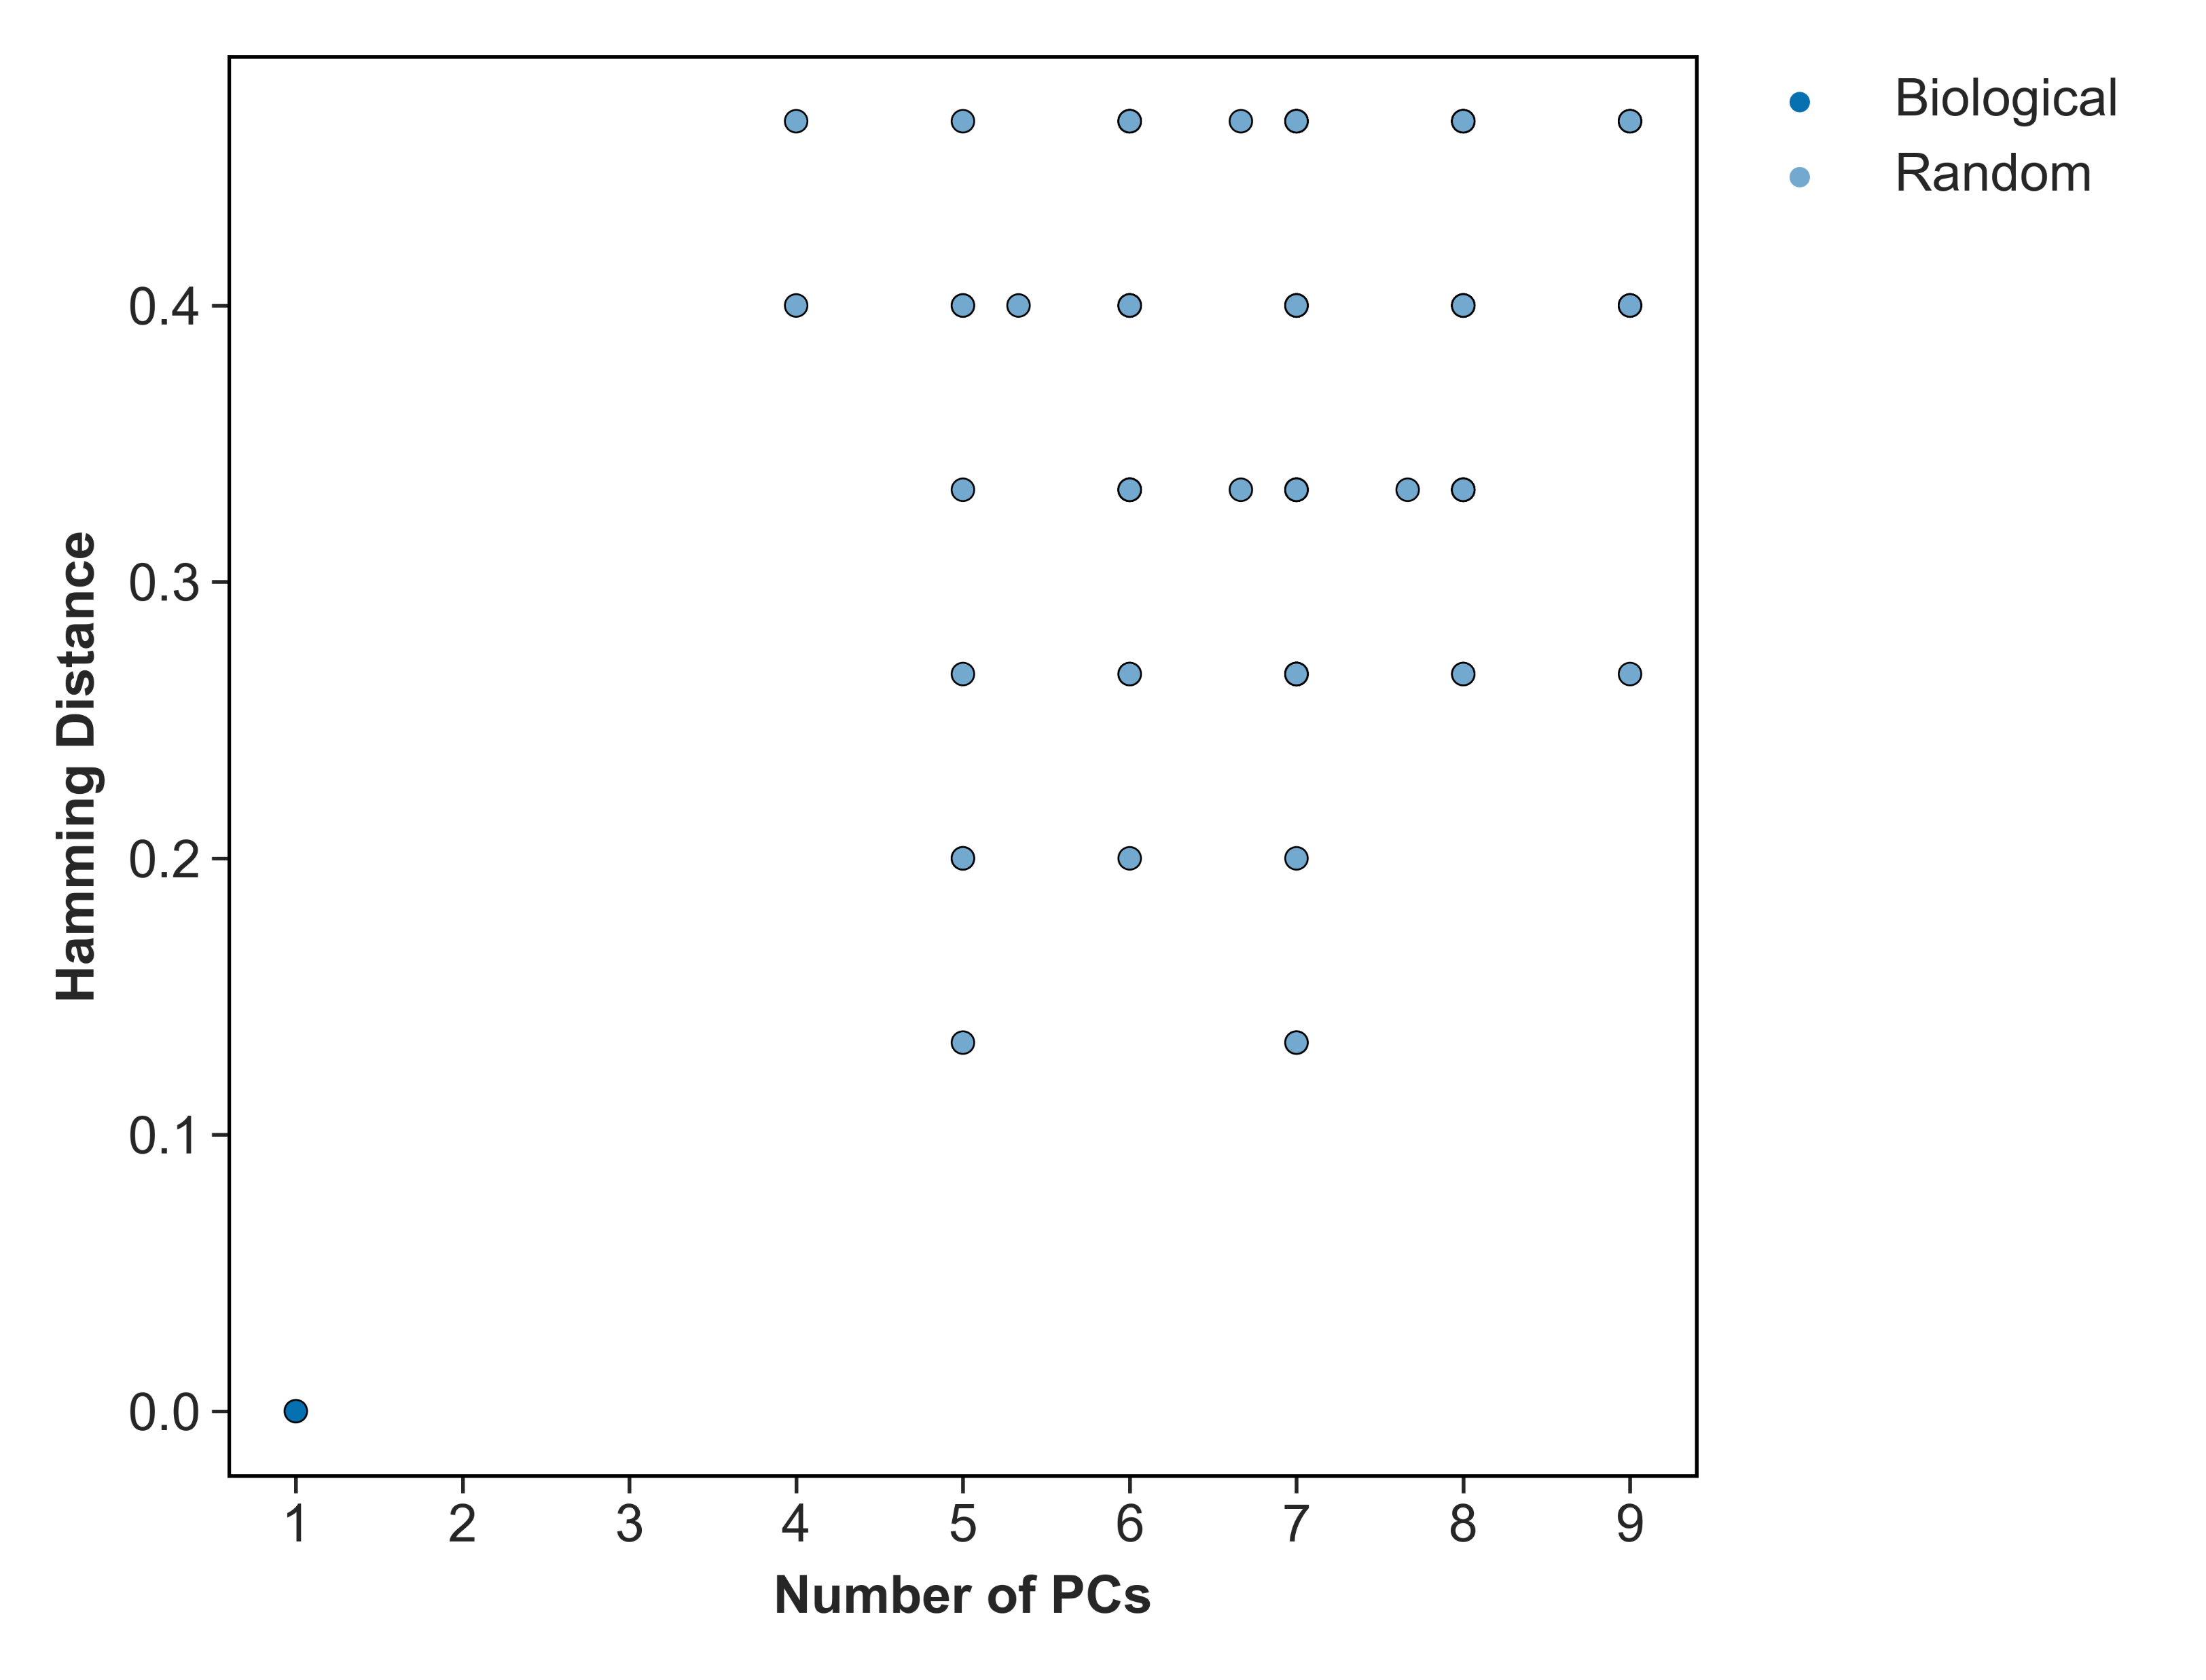 Biological
Random
Hamming Distance
0.4
0.3
0.2
0.1
0.0
1 2 3 4 5 6 7 8 9
Number of PCs